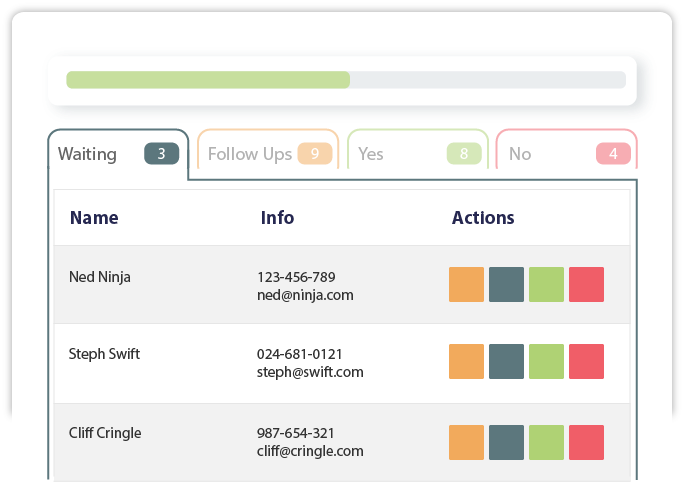 Waiting 3 Follow Ups 9 Yes 8 No 4
Name Info Actions
Ned Ninja 123-456-789
ned@ninja.com
Steph Swift 024-681-0121
steph@swift.com
Cliff Cringle 987-654-321
cliff@cringle.com